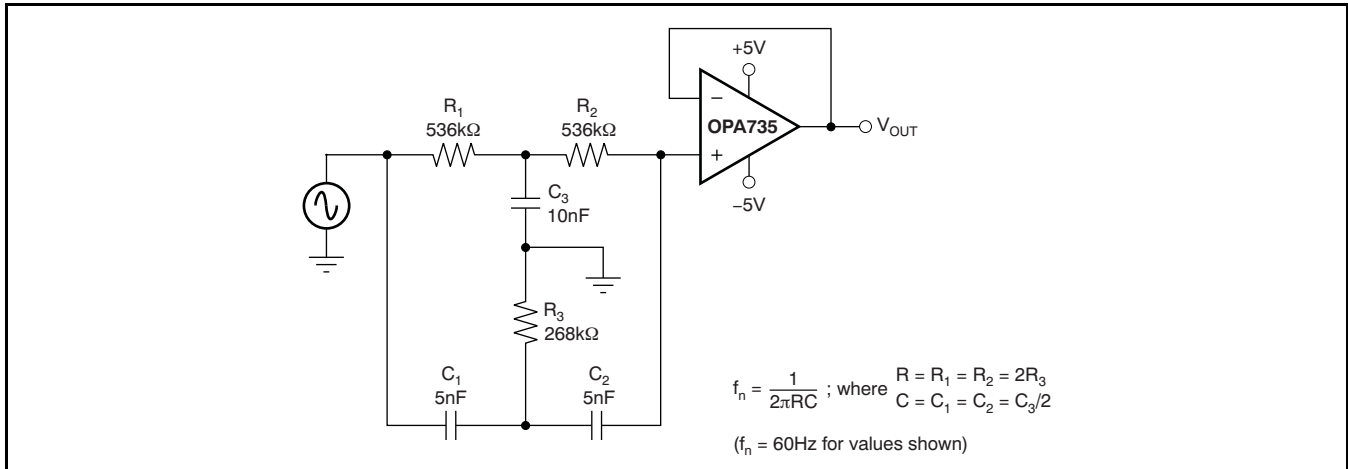 +5V
−
OPA735
+
−5V
V_OUT
R₁
536kΩ
R₂
536kΩ
C₃
10nF
R₃
268kΩ
C₁
5nF
C₂
5nF
fₙ = 1 / 2πRC ; where R = R₁ = R₂ = 2R₃
C = C₁ = C₂ = C₃/2
(fₙ = 60Hz for values shown)